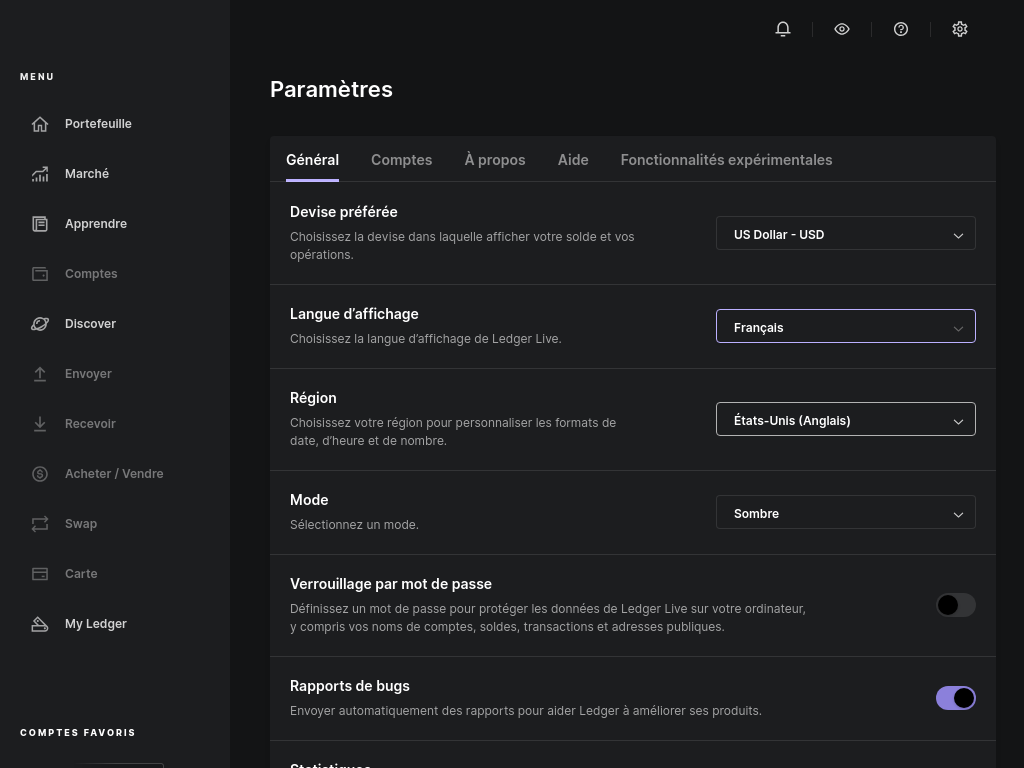 MENU
Portefeuille
Marché
Apprendre
Comptes
Discover
Envoyer
Recevoir
Acheter / Vendre
Swap
Carte
My Ledger
COMPTES FAVORIS
Paramètres
Général Comptes À propos Aide Fonctionnalités expérimentales
Devise préférée
Choisissez la devise dans laquelle afficher votre solde et vos
opérations.
US Dollar - USD
Langue d’affichage
Choisissez la langue d’affichage de Ledger Live.
Français
Région
Choisissez votre région pour personnaliser les formats de
date, d’heure et de nombre.
États-Unis (Anglais)
Mode
Sélectionnez un mode.
Sombre
Verrouillage par mot de passe
Définissez un mot de passe pour protéger les données de Ledger Live sur votre ordinateur,
y compris vos noms de comptes, soldes, transactions et adresses publiques.
Rapports de bugs
Envoyer automatiquement des rapports pour aider Ledger à améliorer ses produits.
Statistiques